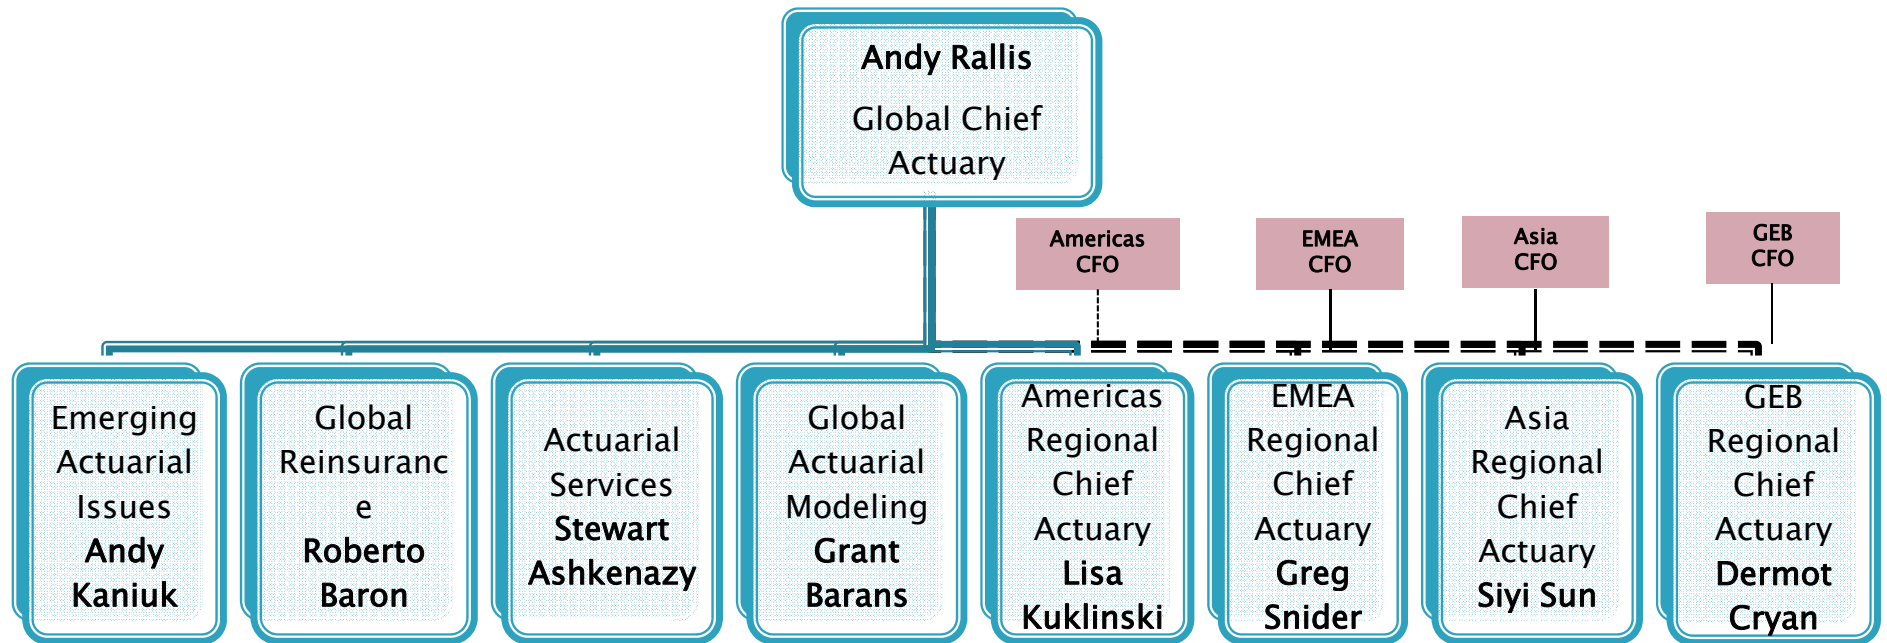 Andy Rallis
Global Chief
Actuary
Americas
CFO
EMEA
CFO
Asia
CFO
GEB
CFO
Emerging
Actuarial
Issues
Andy
Kaniuk
Global
Reinsuranc
e
Roberto
Baron
Actuarial
Services
Stewart
Ashkenazy
Global
Actuarial
Modeling
Grant
Barans
Americas
Regional
Chief
Actuary
Lisa
Kuklinski
EMEA
Regional
Chief
Actuary
Greg
Snider
Asia
Regional
Chief
Actuary
Siyi Sun
GEB
Regional
Chief
Actuary
Dermot
Cryan